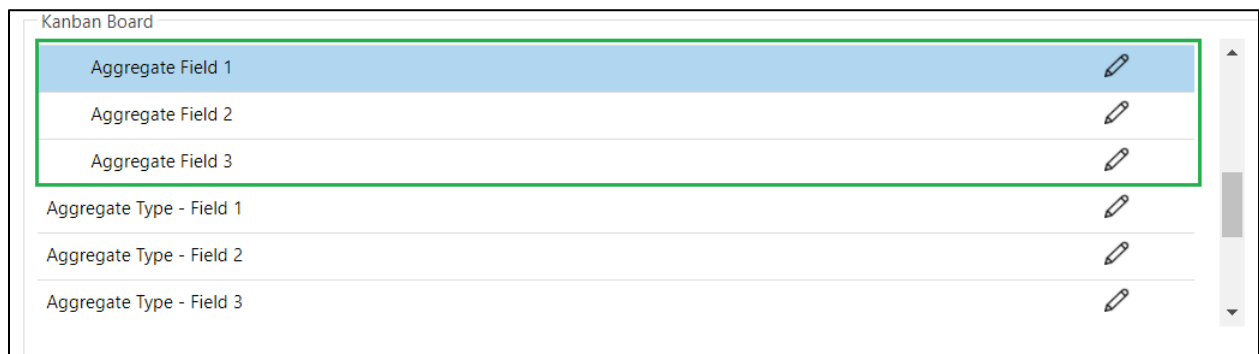 Kanban Board
Aggregate Field 1
Aggregate Field 2
Aggregate Field 3
Aggregate Type - Field 1
Aggregate Type - Field 2
Aggregate Type - Field 3